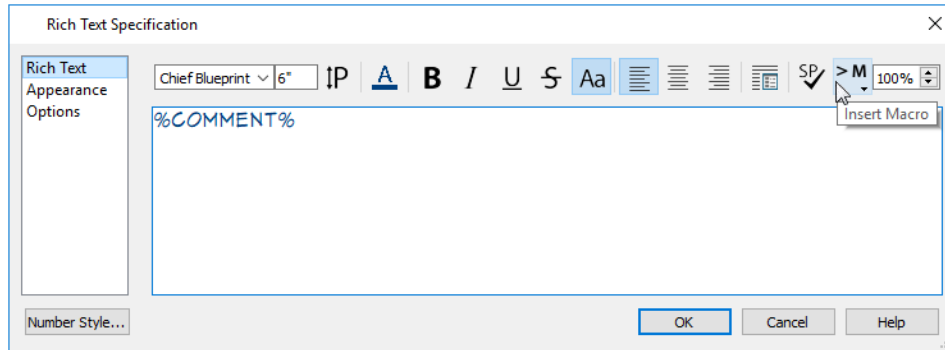 Rich Text Specification
Rich Text
Appearance
Options
Chief Blueprint 6" P A B I U S Aa SP > M 100%
Insert Macro
%COMMENT%
Number Style...
OK Cancel Help